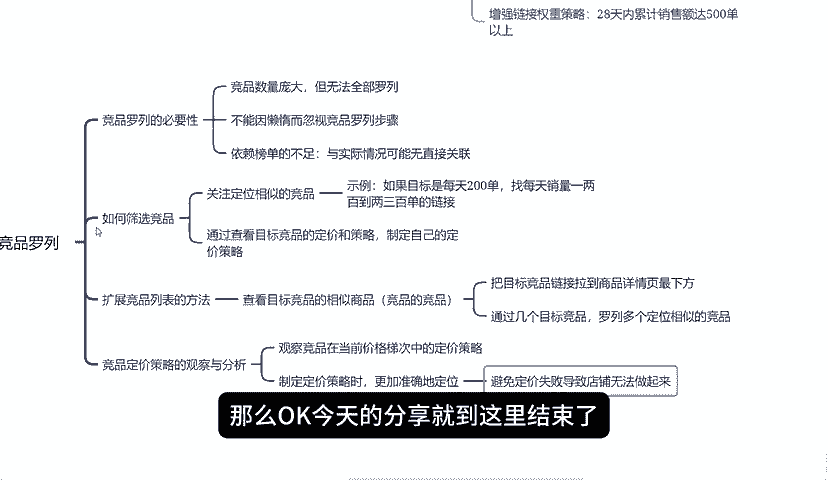 增强链接权重策略：28天内累计销售额达500单
以上
竞品罗列
竞品罗列的必要性
竞品数量庞大，但无法全部罗列
不能因懒惰而忽视竞品罗列步骤
依赖榜单的不足：与实际情况可能无直接关联
如何筛选竞品
关注定位相似的竞品
示例：如果目标是每天200单，找每天销量一两
百到两三百单的链接
通过查看目标竞品的定价和策略，制定自己的定
价策略
扩展竞品列表的方法
查看目标竞品的相似商品（竞品的竞品）
把目标竞品链接拉到商品详情页最下方
通过几个目标竞品，罗列多个定位相似的竞品
竞品定价策略的观察与分析
观察竞品在当前价格梯次中的定价策略
制定定价策略时，更加准确地定位
避免定价失败导致店铺无法做起来
那么OK今天的分享就到这里结束了